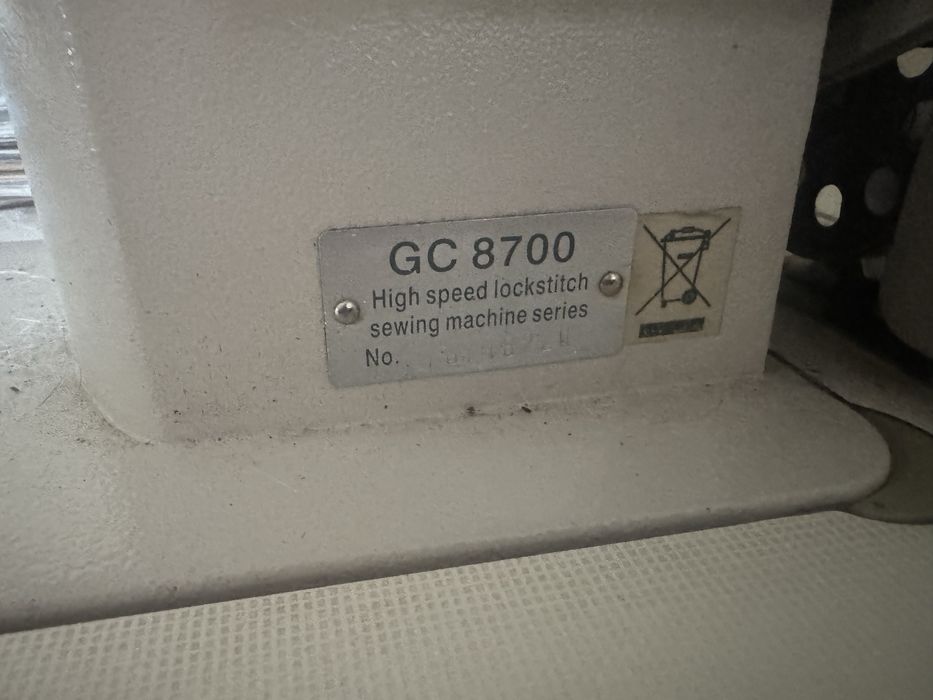 GC 8700
High speed lockstitch
sewing machine series
No.